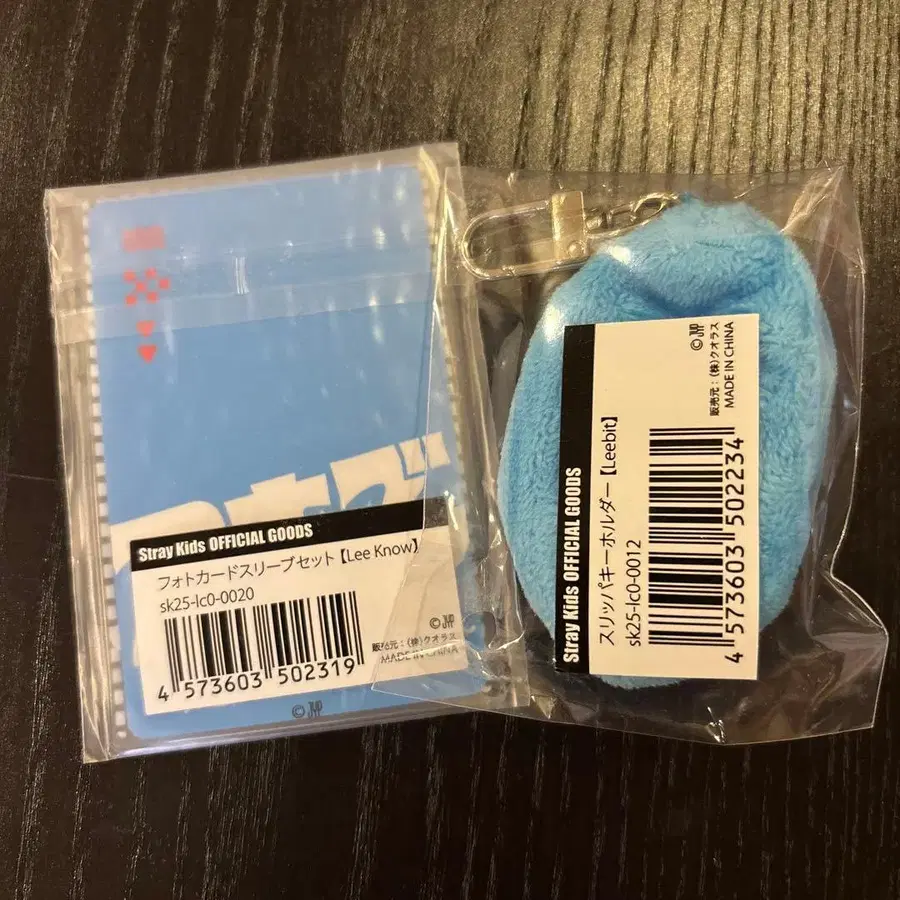 Stray Kids OFFICIAL GOODS
フォトカードスリーブセット【Lee Know】
sk25-lc0-0020
4 573603 502319
© JYP
販売元：(株)クオラス
MADE IN CHINA
© JYP
Stray Kids OFFICIAL GOODS
スリッパキーホルダー【Leebit】
sk25-lc0-0012
4 573603 502234
© JYP
販売元：(株)クオラス
MADE IN CHINA